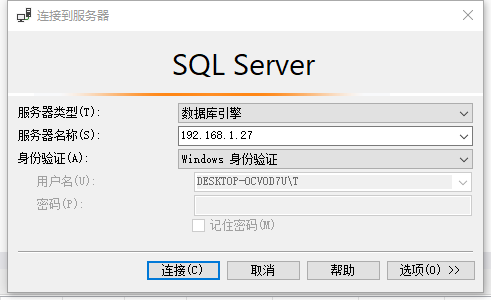 连接到服务器
SQL Server
服务器类型(T): 数据库引擎
服务器名称(S): 192.168.1.27
身份验证(A): Windows 身份验证
用户名(U): DESKTOP-OCVOD7U\T
密码(P):
记住密码(M)
连接(C) 取消 帮助 选项(O) >>